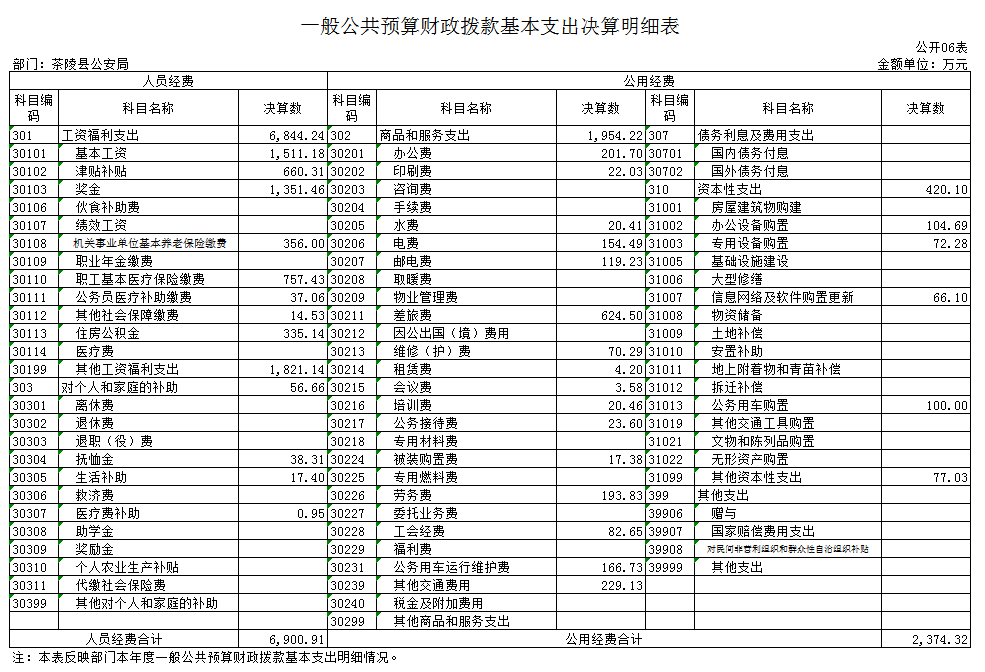 一般公共预算财政拨款基本支出决算明细表
公开06表
部门：茶陵县公安局 金额单位：万元
人员经费 公用经费
科目编码 科目名称 决算数 科目编码 科目名称 决算数 科目编码 科目名称 决算数
301 工资福利支出 6,844.24 302 商品和服务支出 1,954.22 307 债务利息及费用支出
30101 基本工资 1,511.18 30201 办公费 201.70 30701 国内债务付息
30102 津贴补贴 660.31 30202 印刷费 22.03 30702 国外债务付息
30103 奖金 1,351.46 30203 咨询费 310 资本性支出 420.10
30106 伙食补助费 30204 手续费 31001 房屋建筑物购建
30107 绩效工资 30205 水费 20.41 31002 办公设备购置 104.69
30108 机关事业单位基本养老保险缴费 356.00 30206 电费 154.49 31003 专用设备购置 72.28
30109 职业年金缴费 30207 邮电费 119.23 31005 基础设施建设
30110 职工基本医疗保险缴费 757.43 30208 取暖费 31006 大型修缮
30111 公务员医疗补助缴费 37.06 30209 物业管理费 31007 信息网络及软件购置更新 66.10
30112 其他社会保障缴费 14.53 30211 差旅费 624.50 31008 物资储备
30113 住房公积金 335.14 30212 因公出国（境）费用 31009 土地补偿
30114 医疗费 30213 维修（护）费 70.29 31010 安置补助
30199 其他工资福利支出 1,821.14 30214 租赁费 4.20 31011 地上附着物和青苗补偿
303 对个人和家庭的补助 56.66 30215 会议费 3.58 31012 拆迁补偿
30301 离休费 30216 培训费 20.46 31013 公务用车购置 100.00
30302 退休费 30217 公务接待费 23.60 31019 其他交通工具购置
30303 退职（役）费 30218 专用材料费 31021 文物和陈列品购置
30304 抚恤金 38.31 30224 被装购置费 17.38 31022 无形资产购置
30305 生活补助 17.40 30225 专用燃料费 31099 其他资本性支出 77.03
30306 救济费 30226 劳务费 193.83 399 其他支出
30307 医疗费补助 0.95 30227 委托业务费 39906 赠与
30308 助学金 30228 工会经费 82.65 39907 国家赔偿费用支出
30309 奖励金 30229 福利费 39908 对民间非营利组织和群众性自治组织补贴
30310 个人农业生产补贴 30231 公务用车运行维护费 166.73 39999 其他支出
30311 代缴社会保险费 30239 其他交通费用 229.13
30399 其他对个人和家庭的补助 30240 税金及附加费用
30299 其他商品和服务支出
人员经费合计 6,900.91 公用经费合计 2,374.32
注：本表反映部门本年度一般公共预算财政拨款基本支出明细情况。